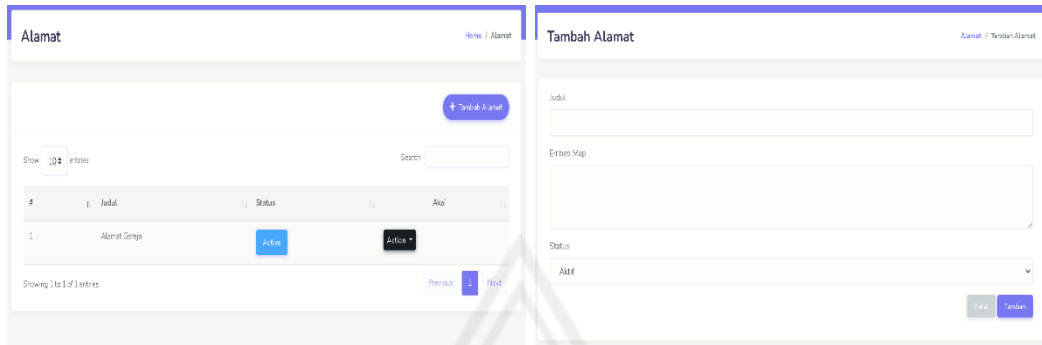 Alamat
Home / Alamat
+ Tambah Alamat
Show 10 entries
Search:
# Judul Status Aksi
1 Alamat Gereja Active Action
Showing 1 to 1 of 1 entries
Previous 1 Next
Tambah Alamat
Alamat / Tambah Alamat
Judul
Embed Map
Status
Aktif
Tambah